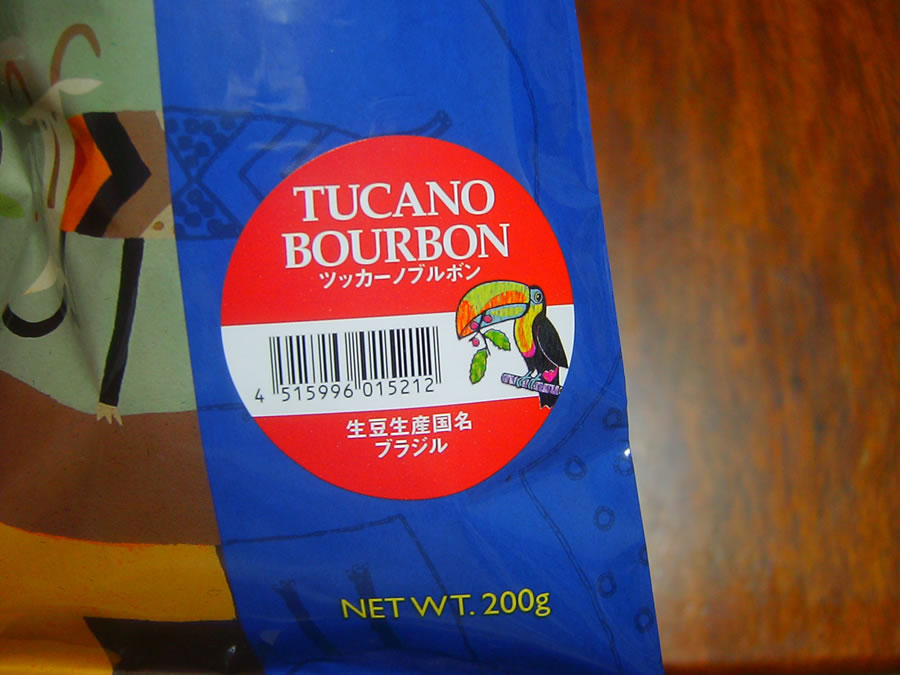 TUCANO
BOURBON
ツッカーノブルボン
4 515996 015212
生豆生産国名
ブラジル
NET WT. 200g